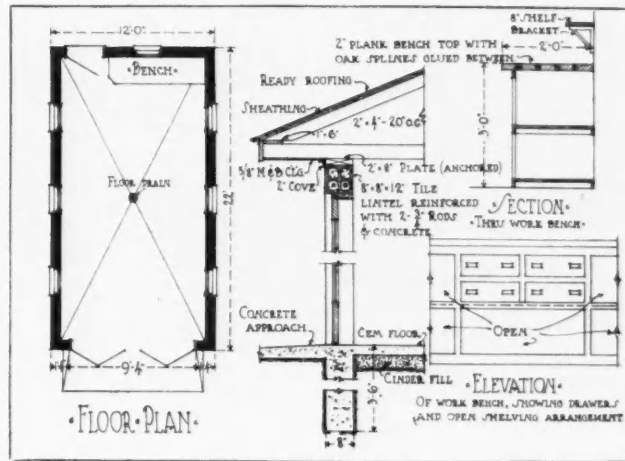 12'-0"
BENCH
FLOOR DRAIN
22'
9'-4"
•FLOOR•PLAN•
READY ROOFING
SHEATHING
1'-6"
2"×4"-20"O.C.
5/8" M&B CLG.
2" COVE
2"×8" PLATE (ANCHORED)
8"×8"×12" TILE
LINTEL REINFORCED
WITH 2-3/4" RODS
& CONCRETE
CONCRETE
APPROACH
CEM FLOOR
CINDER FILL
3'-6"
8"
8" SHELF
BRACKET
2'-0"
2" PLANK BENCH TOP WITH
OAK SPLINES GLUED BETWEEN
3'-0"
•SECTION•
THRU WORK BENCH
OPEN
•ELEVATION•
OF WORK BENCH, SHOWING DRAWERS
AND OPEN SHELVING ARRANGEMENT